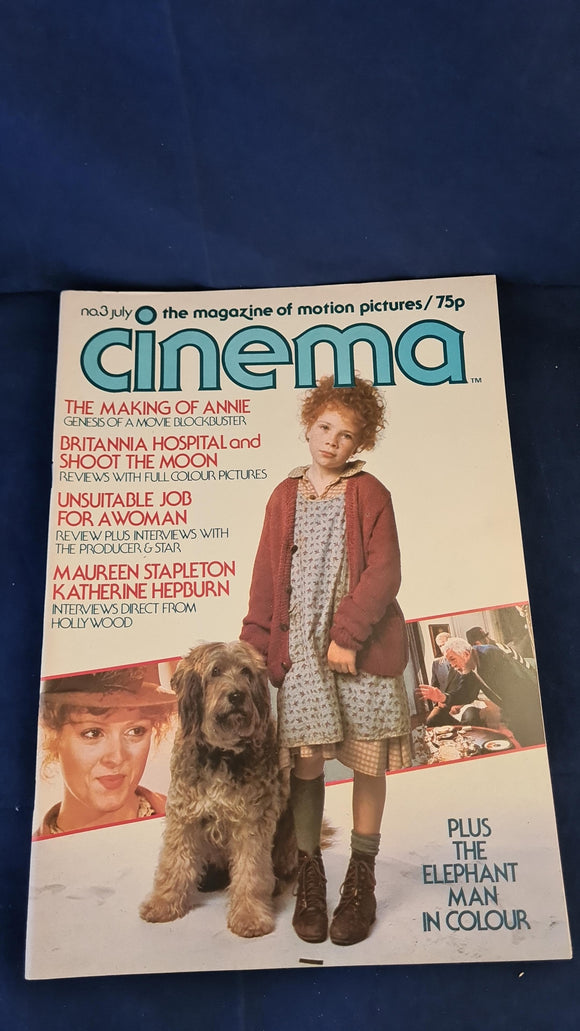 no.3 july the magazine of motion pictures/75p
cinema
TM
THE MAKING OF ANNIE
GENESIS OF A MOVIE BLOCKBUSTER
BRITANNIA HOSPITAL and
SHOOT THE MOON
REVIEWS WITH FULL COLOUR PICTURES
UNSUITABLE JOB
FOR A WOMAN
REVIEW PLUS INTERVIEWS WITH
THE PRODUCER & STAR
MAUREEN STAPLETON
KATHERINE HEPBURN
INTERVIEWS DIRECT FROM
HOLLYWOOD
PLUS
THE
ELEPHANT
MAN
IN COLOUR